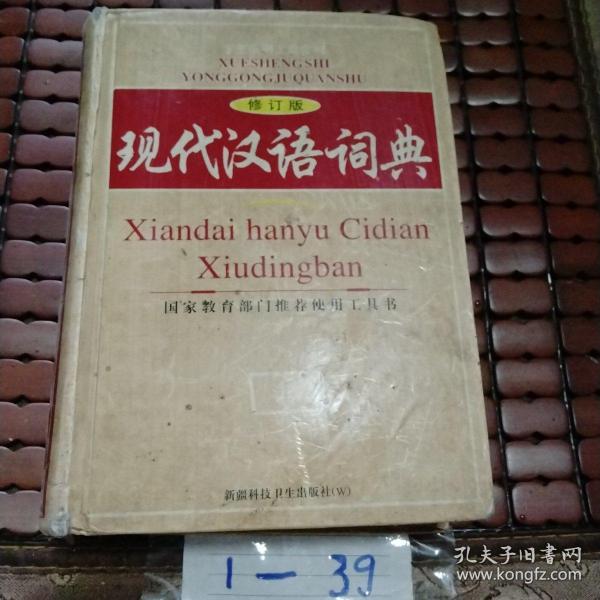 XUESHENGSHI
YONGGONGJUQUANSHU
修订版
现代汉语词典
Xiandai hanyu Cidian
Xiudingban
国家教育部门推荐使用工具书
新疆科技卫生出版社(W)
1—39
孔夫子旧书网
www.kongfz.com